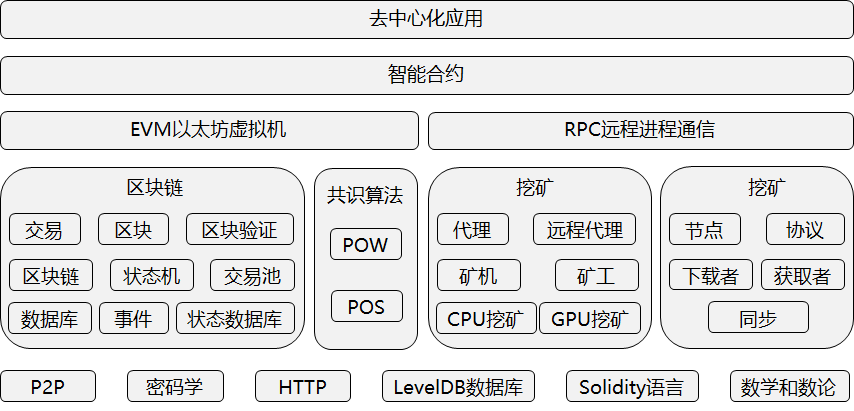 去中心化应用
智能合约
EVM以太坊虚拟机 RPC远程进程通信
区块链 共识算法 挖矿 挖矿
交易 区块 区块验证 POW 代理 远程代理 节点 协议
区块链 状态机 交易池 矿机 矿工 下载者 获取者
数据库 事件 状态数据库 POS CPU挖矿 GPU挖矿 同步
P2P 密码学 HTTP LevelDB数据库 Solidity语言 数学和数论